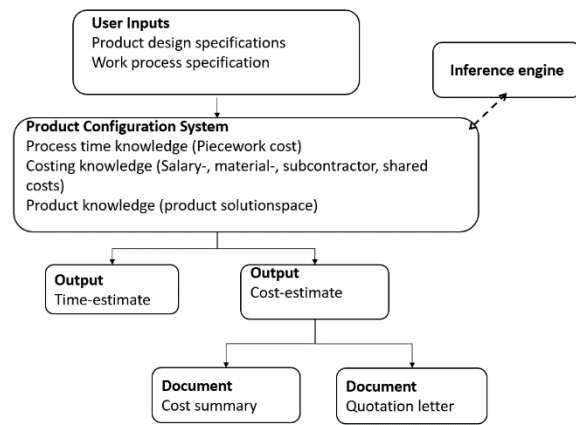 User Inputs
Product design specifications
Work process specification
Inference engine
Product Configuration System
Process time knowledge (Piecework cost)
Costing knowledge (Salary-, material-, subcontractor, shared
costs)
Product knowledge (product solutionspace)
Output
Time-estimate
Output
Cost-estimate
Document
Cost summary
Document
Quotation letter